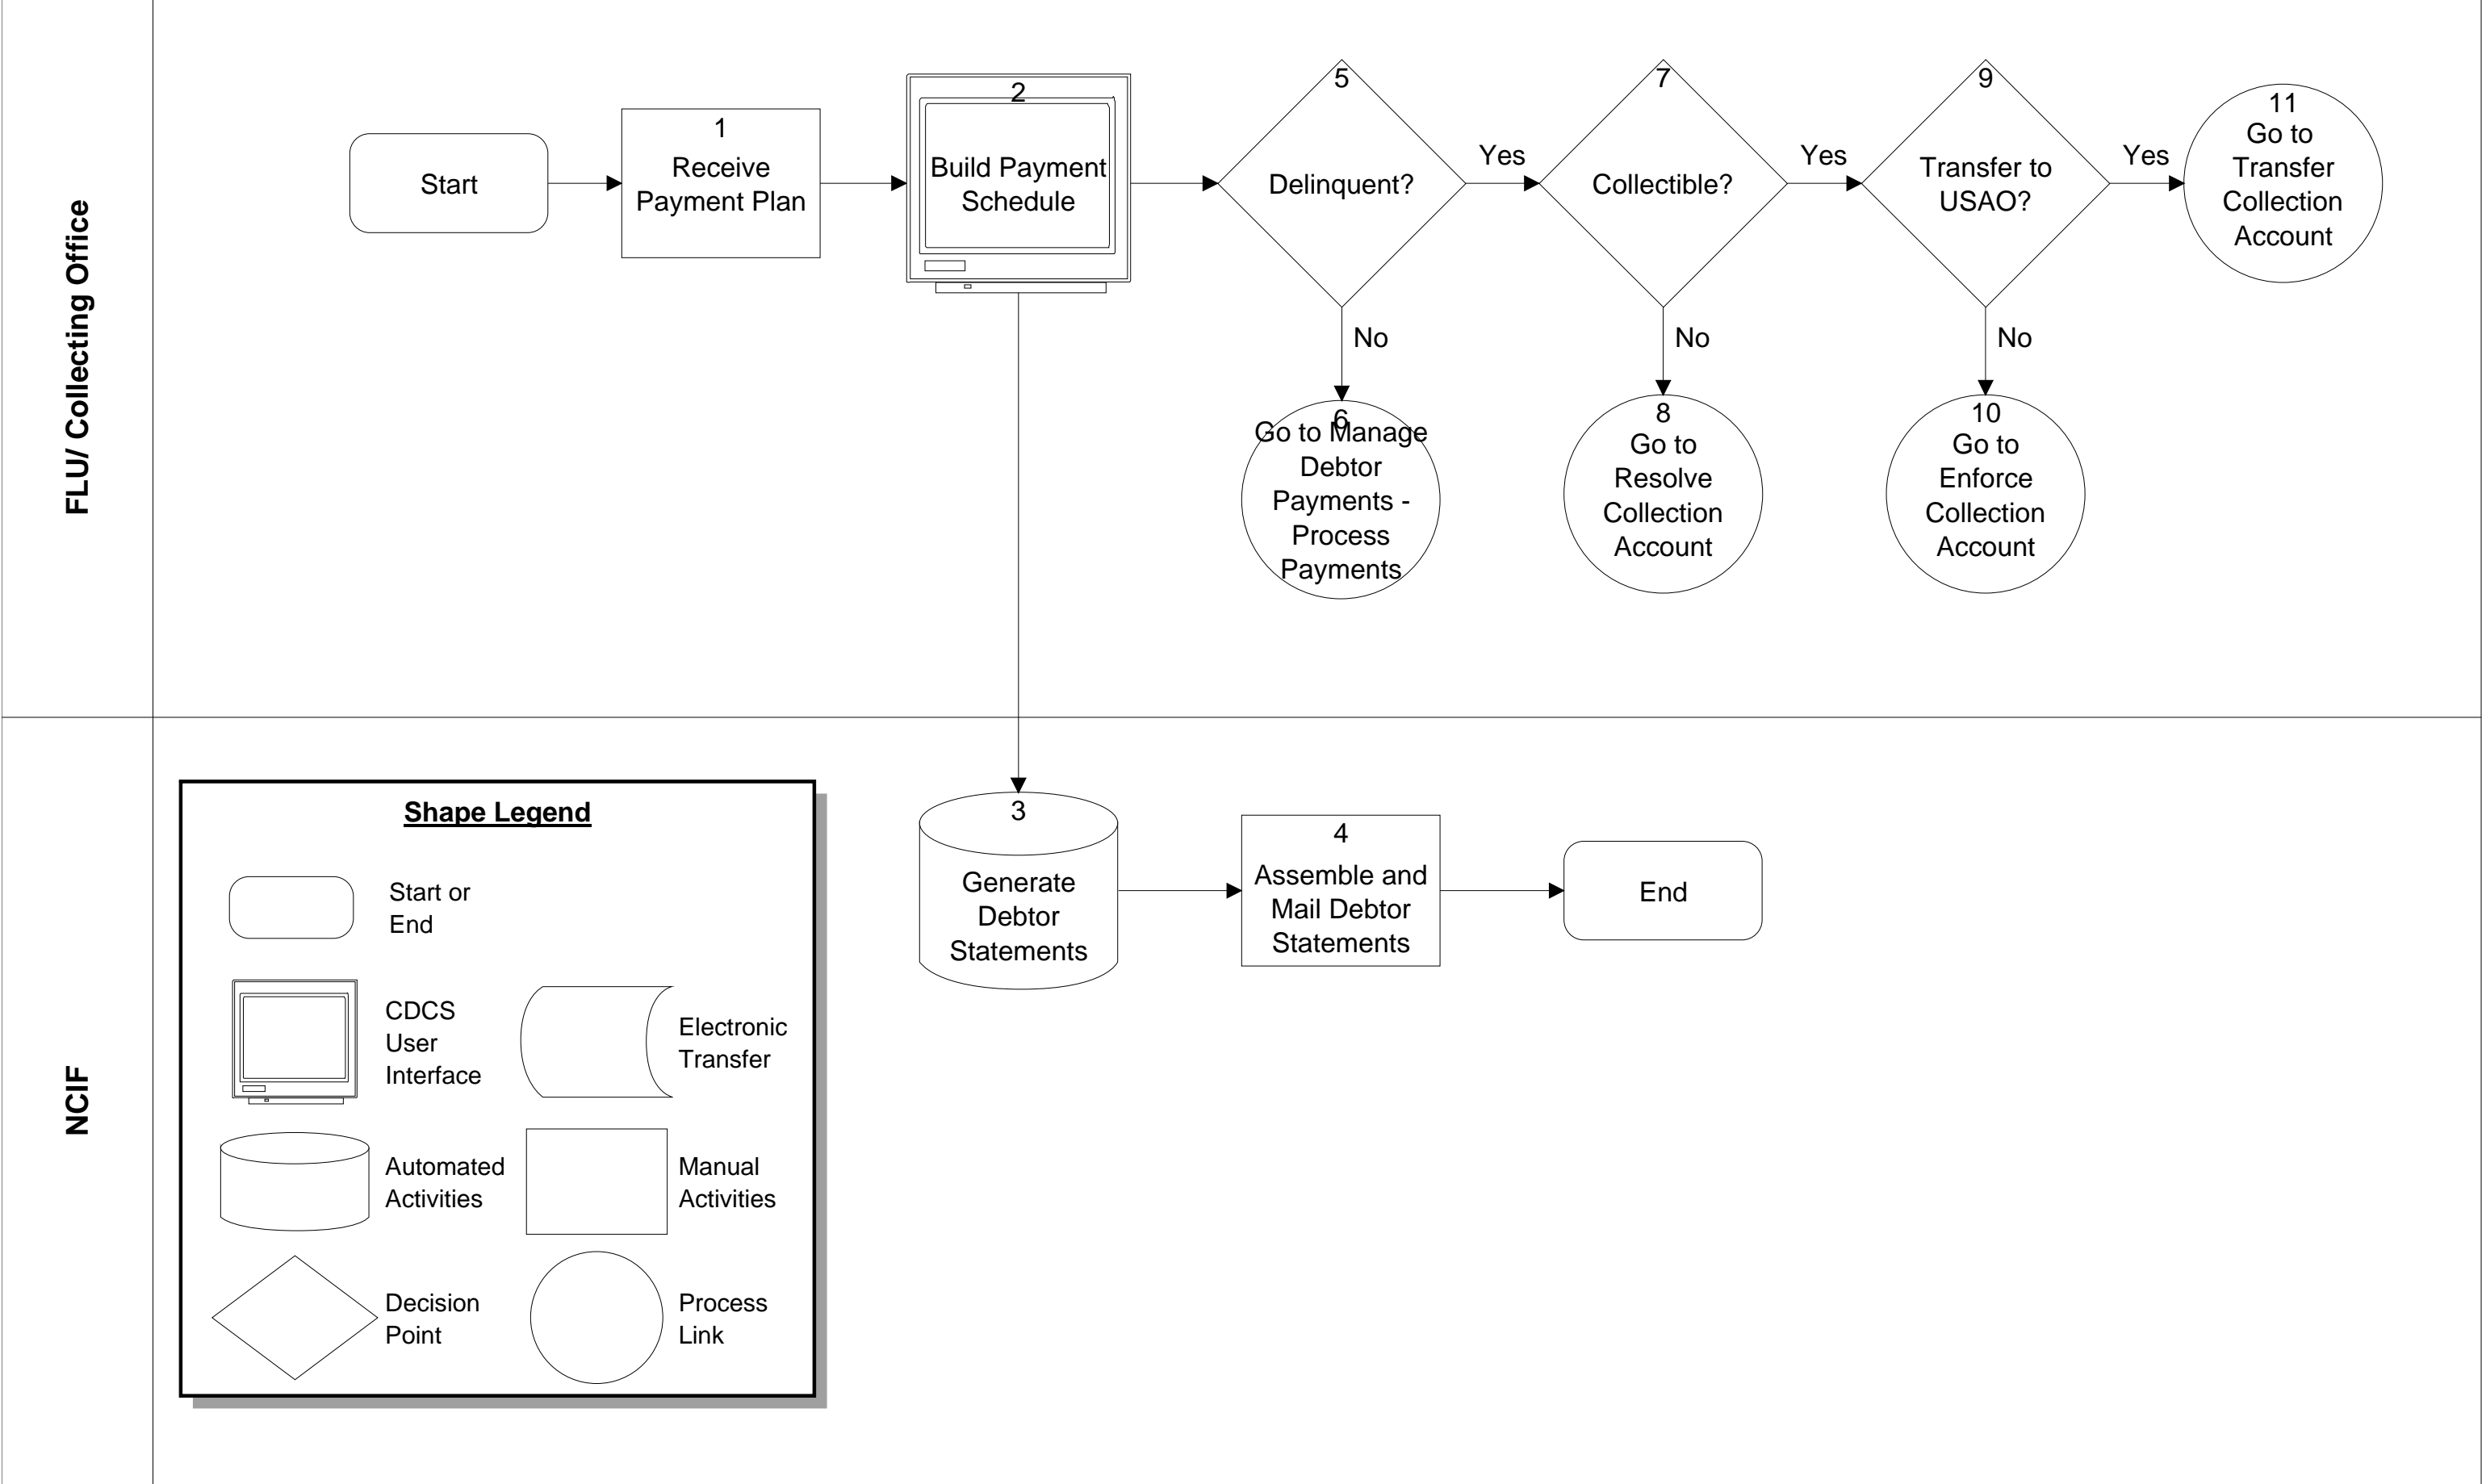 FLU/ Collecting Office
Start
1
Receive
Payment Plan
2
Build Payment
Schedule
5
Delinquent?
Yes
No
6
Go to Manage
Debtor
Payments -
Process
Payments
7
Collectible?
Yes
No
8
Go to
Resolve
Collection
Account
9
Transfer to
USAO?
Yes
No
10
Go to
Enforce
Collection
Account
11
Go to
Transfer
Collection
Account
NCIF
3
Generate
Debtor
Statements
4
Assemble and
Mail Debtor
Statements
End
Shape Legend
Start or
End
CDCS
User
Interface
Electronic
Transfer
Automated
Activities
Manual
Activities
Decision
Point
Process
Link